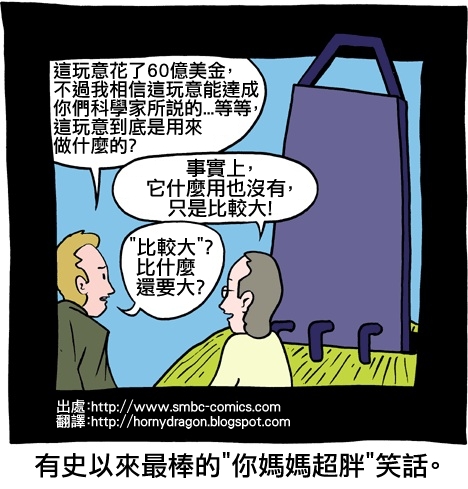 這玩意花了60億美金,
不過我相信這玩意能達成
你們科學家所說的...等等,
這玩意到底是用來
做什麼的?
事實上,
它什麼用也沒有,
只是比較大!
"比較大"?
比什麼
還要大?
出處:http://www.smbc-comics.com
翻譯:http://hornydragon.blogspot.com
有史以來最棒的"你媽媽超胖"笑話。